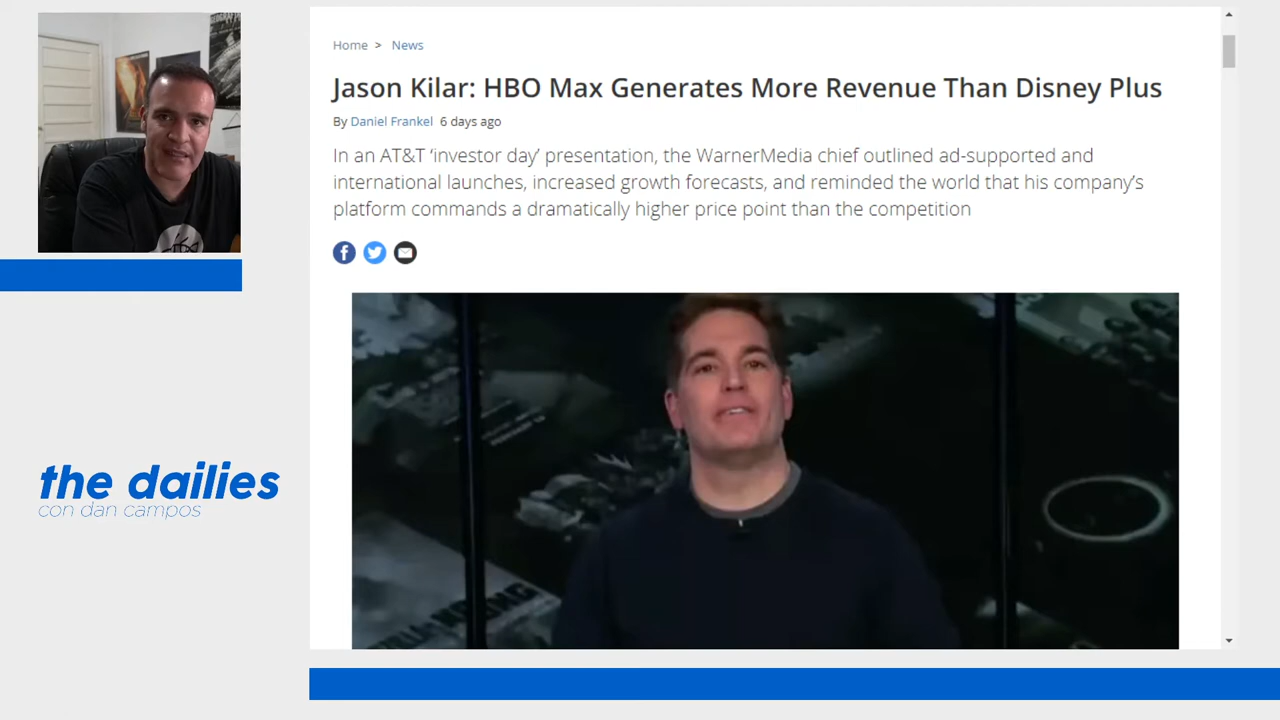 Home > News
Jason Kilar: HBO Max Generates More Revenue Than Disney Plus
By Daniel Frankel 6 days ago
In an AT&T ‘investor day’ presentation, the WarnerMedia chief outlined ad-supported and
international launches, increased growth forecasts, and reminded the world that his company’s
platform commands a dramatically higher price point than the competition
the dailies
con dan campos